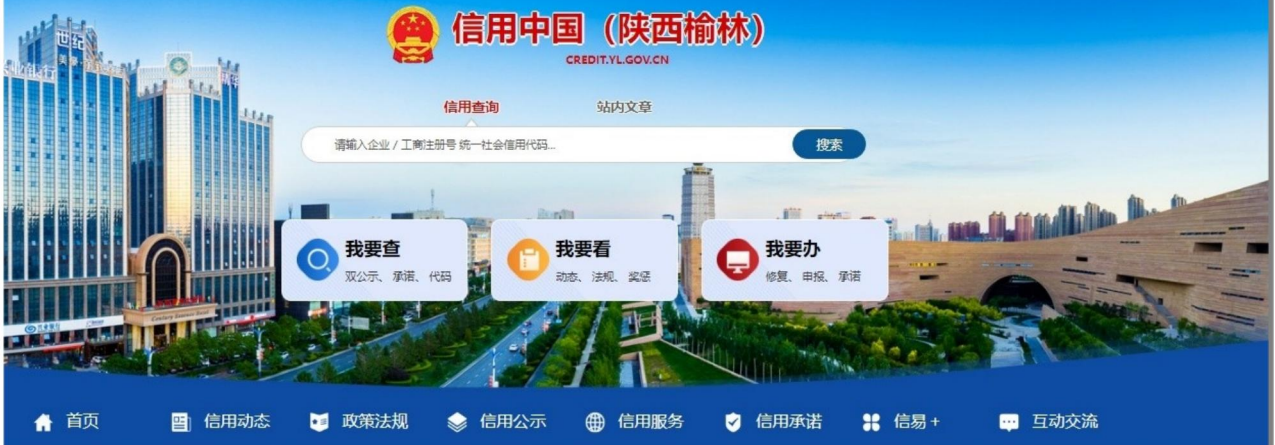 信用中国（陕西榆林）
CREDIT.YL.GOV.CN
信用查询 站内文章
请输入企业 / 工商注册号 统一社会信用代码... 搜索
我要查 我要看 我要办
双公示、承诺、代码 动态、法规、奖惩 修复、申报、承诺
世纪
Century Summit Hotel
首页 信用动态 政策法规 信用公示 信用服务 信用承诺 信易 + 互动交流